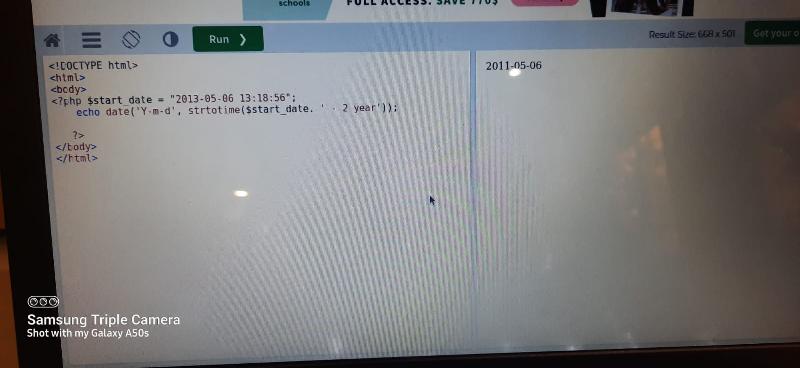 schools
FULL ACCESS. SAVE 770$
Run ❯
Result Size: 668 x 501
Get your o
<!DOCTYPE html>
<html>
<body>
<?php $start_date = "2013-05-06 13:18:56";
echo date('Y-m-d', strtotime($start_date. ' - 2 year'));
?>
</body>
</html>
2011-05-06
Samsung Triple Camera
Shot with my Galaxy A50s